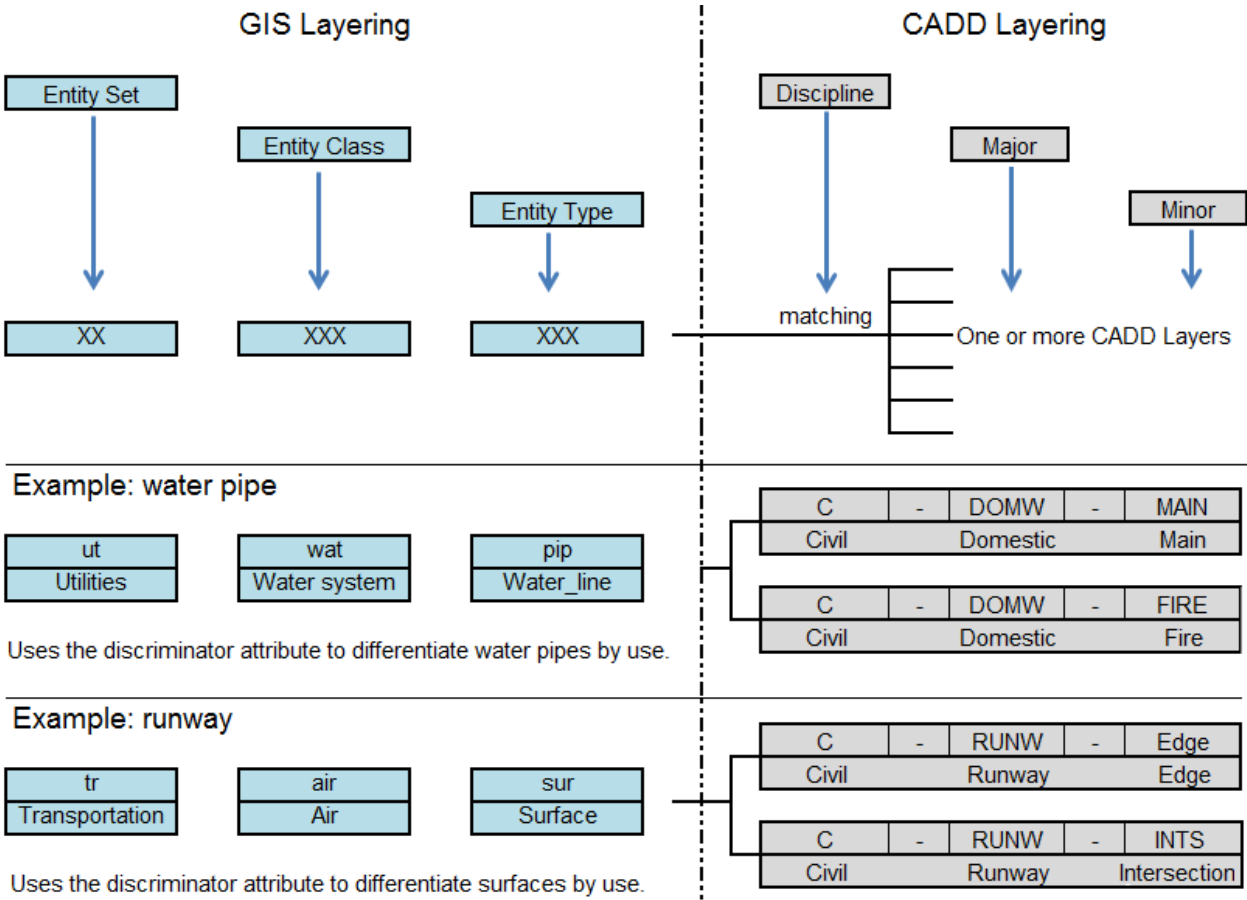 GIS Layering
CADD Layering
Entity Set
Entity Class
Entity Type
Discipline
Major
Minor
XX
XXX
XXX
matching
One or more CADD Layers
Example: water pipe
ut
Utilities
wat
Water system
pip
Water_line
C - DOMW - MAIN
Civil Domestic Main
C - DOMW - FIRE
Civil Domestic Fire
Uses the discriminator attribute to differentiate water pipes by use.
Example: runway
tr
Transportation
air
Air
sur
Surface
C - RUNW - Edge
Civil Runway Edge
C - RUNW - INTS
Civil Runway Intersection
Uses the discriminator attribute to differentiate surfaces by use.